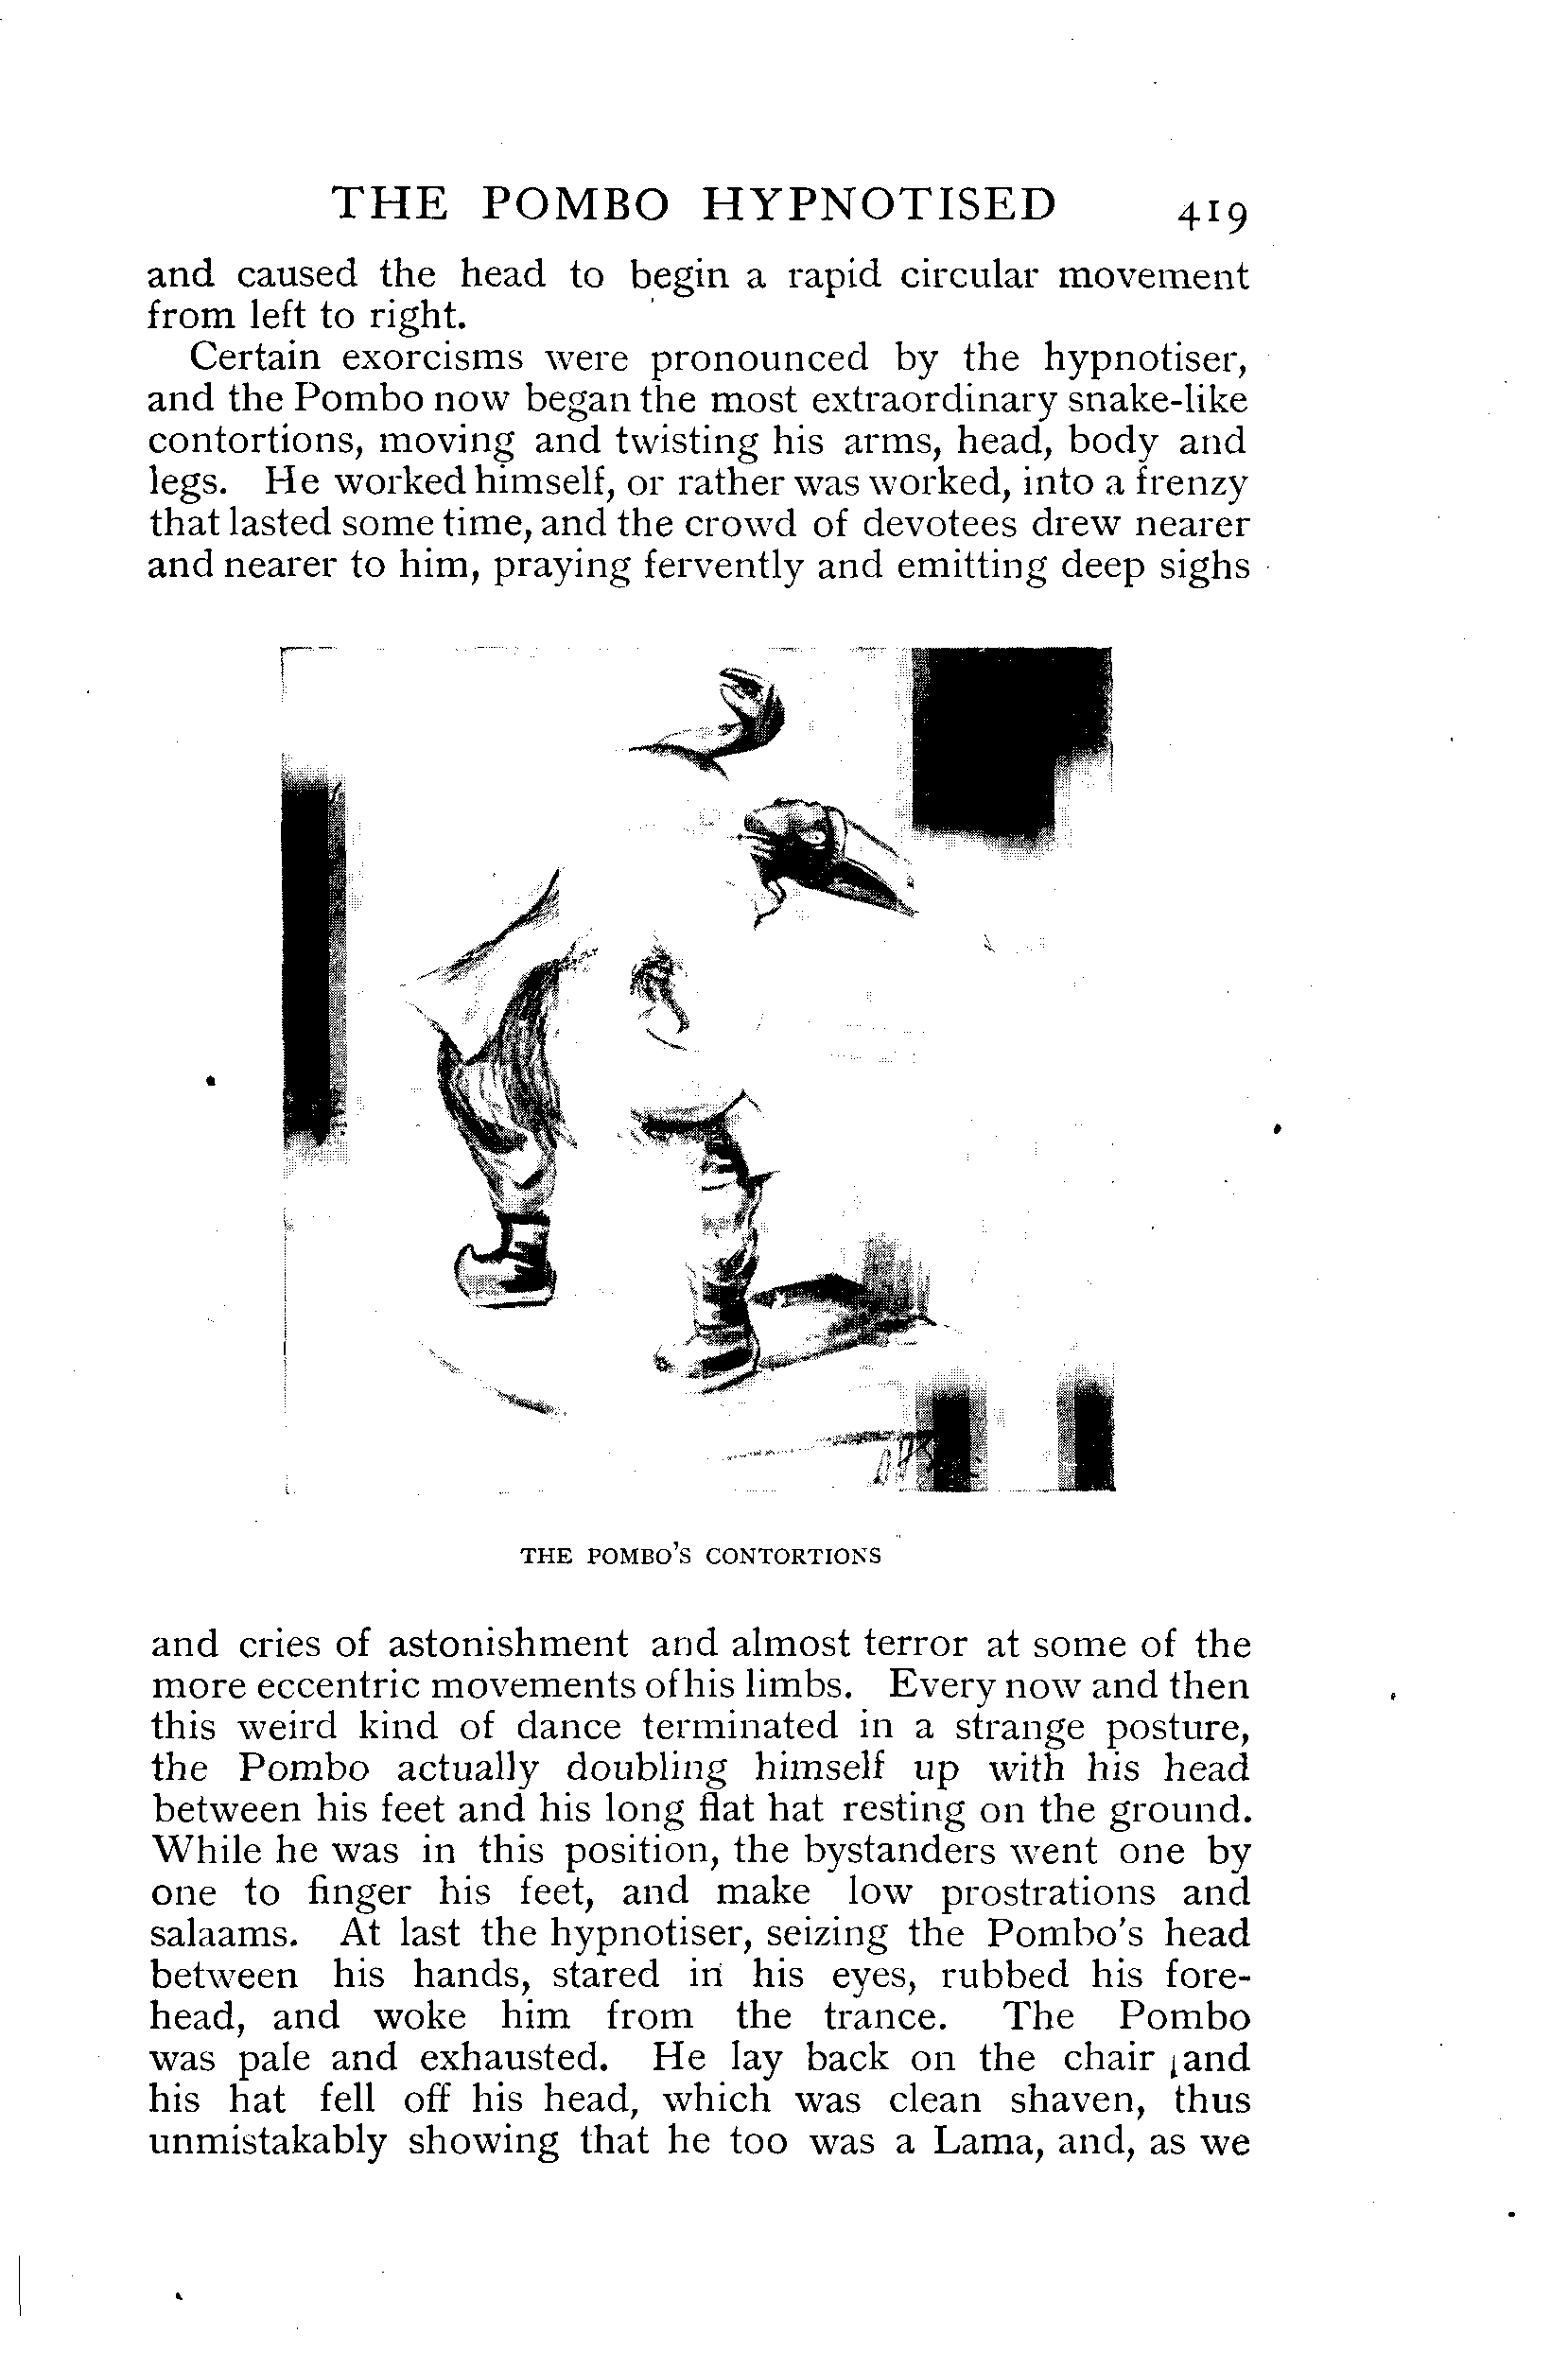 THE POMBO HYPNOTISED 419
and caused the head to begin a rapid circular movement
from left to right.
Certain exorcisms were pronounced by the hypnotiser,
and the Pombo now began the most extraordinary snake-like
contortions, moving and twisting his arms, head, body and
legs. He worked himself, or rather was worked, into a frenzy
that lasted some time, and the crowd of devotees drew nearer
and nearer to him, praying fervently and emitting deep sighs
THE POMBO'S CONTORTIONS
and cries of astonishment and almost terror at some of the
more eccentric movements of his limbs. Every now and then
this weird kind of dance terminated in a strange posture,
the Pombo actually doubling himself up with his head
between his feet and his long flat hat resting on the ground.
While he was in this position, the bystanders went one by
one to finger his feet, and make low prostrations and
salaams. At last the hypnotiser, seizing the Pombo's head
between his hands, stared in his eyes, rubbed his fore-
head, and woke him from the trance. The Pombo
was pale and exhausted. He lay back on the chair and
his hat fell off his head, which was clean shaven, thus
unmistakably showing that he too was a Lama, and, as we